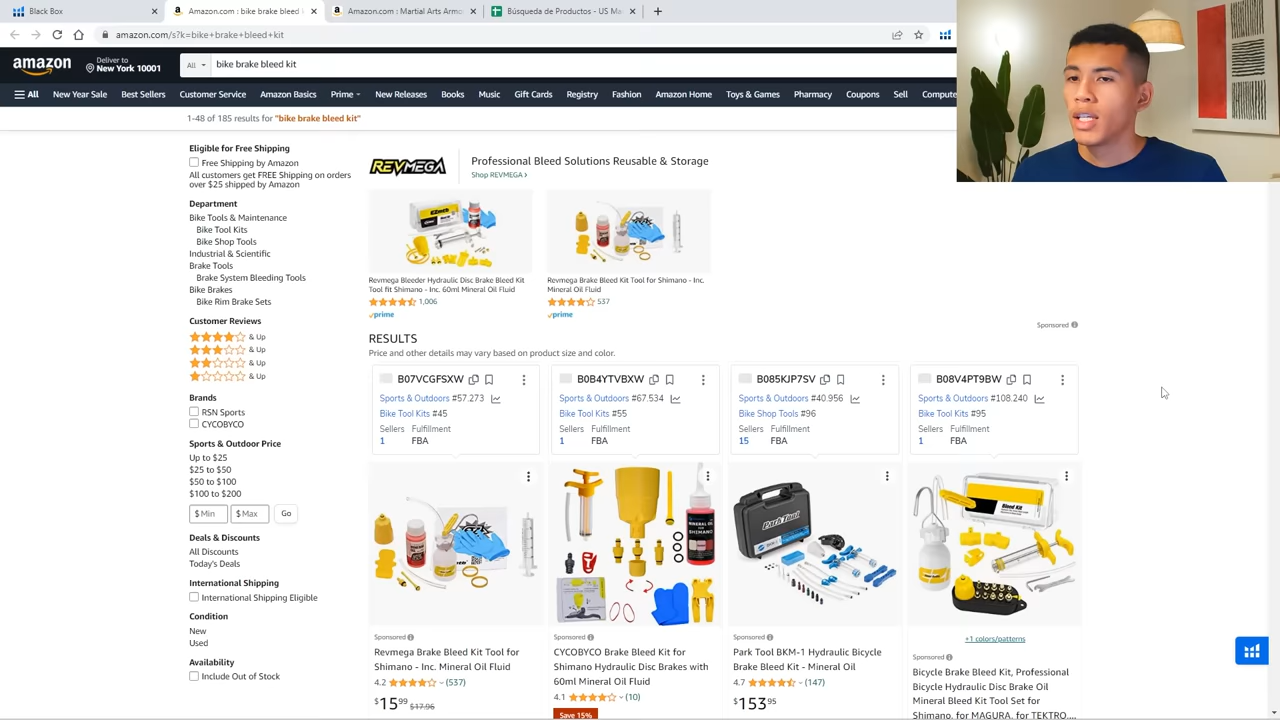 Black Box
Amazon.com : bike brake bleed k
Amazon.com: Martial Arts Armo
Búsqueda de Productos - US Ma
amazon.com/s?k=bike+brake+bleed+kit
amazon
Deliver to
New York 10001
All
bike brake bleed kit
All
New Year Sale
Best Sellers
Customer Service
Amazon Basics
Prime
New Releases
Books
Music
Gift Cards
Registry
Fashion
Amazon Home
Toys & Games
Pharmacy
Coupons
Sell
Compute
1-48 of 185 results for "bike brake bleed kit"
Eligible for Free Shipping
Free Shipping by Amazon
All customers get FREE Shipping on orders
over $25 shipped by Amazon
Department
Bike Tools & Maintenance
Bike Tool Kits
Bike Shop Tools
Industrial & Scientific
Brake Tools
Brake System Bleeding Tools
Bike Brakes
Bike Rim Brake Sets
Customer Reviews
& Up
& Up
& Up
& Up
Brands
RSN Sports
CYCOBYCO
Sports & Outdoor Price
Up to $25
$25 to $50
$50 to $100
$100 to $200
$ Min
$ Max
Go
Deals & Discounts
All Discounts
Today's Deals
International Shipping
International Shipping Eligible
Condition
New
Used
Availability
Include Out of Stock
REVMEGA
Professional Bleed Solutions Reusable & Storage
Shop REVMEGA ›
Revmega Bleeder Hydraulic Disc Brake Bleed Kit
Tool fit Shimano - Inc. 60ml Mineral Oil Fluid
1,006
prime
Revmega Brake Bleed Kit Tool for Shimano - Inc.
Mineral Oil Fluid
537
prime
Sponsored
RESULTS
Price and other details may vary based on product size and color.
B07VCGFSXW
Sports & Outdoors #57.273
Bike Tool Kits #45
Sellers Fulfillment
1 FBA
B0B4YTVBXW
Sports & Outdoors #67.534
Bike Tool Kits #55
Sellers Fulfillment
1 FBA
B085KJP7SV
Sports & Outdoors #40.956
Bike Shop Tools #96
Sellers Fulfillment
15 FBA
B08V4PT9BW
Sports & Outdoors #108.240
Bike Tool Kits #95
Sellers Fulfillment
1 FBA
Sponsored
Revmega Brake Bleed Kit Tool for
Shimano - Inc. Mineral Oil Fluid
4.2 (537)
$15 99 $17.96
MINERAL OIL
FOR
SHIMANO
Sponsored
CYCOBYCO Brake Bleed Kit for
Shimano Hydraulic Disc Brakes with
60ml Mineral Oil Fluid
4.1 (10)
Save 15%
ParkTool
Sponsored
Park Tool BKM-1 Hydraulic Bicycle
Brake Bleed Kit - Mineral Oil
4.7 (147)
$153 95
Bleed Kit
+1 colors/patterns
Sponsored
Bicycle Brake Bleed Kit, Professional
Bicycle Hydraulic Disc Brake Oil
Mineral Bleed Kit Tool Set for
Shimano, for MAGURA, for TEKTRO,...